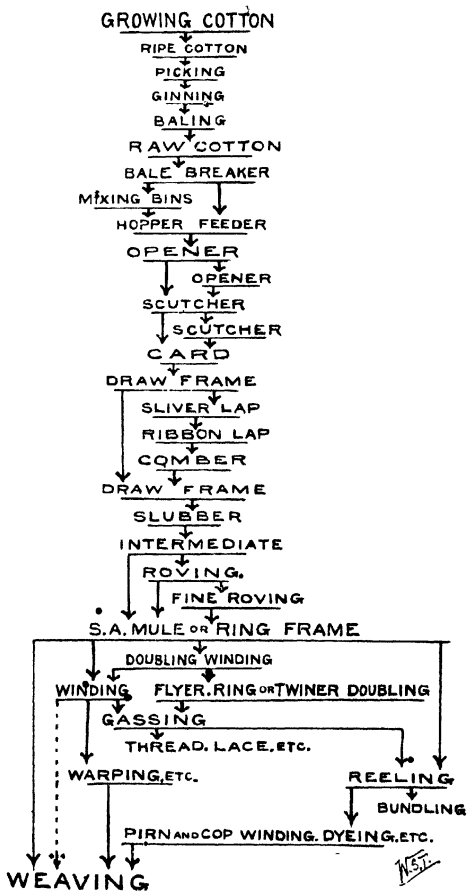 GROWING COTTON
RIPE COTTON
PICKING
GINNING
BALING
RAW COTTON
BALE BREAKER
MIXING BINS
HOPPER FEEDER
OPENER
OPENER
SCUTCHER
SCUTCHER
CARD
DRAW FRAME
SLIVER LAP
RIBBON LAP
COMBER
DRAW FRAME
SLUBBER
INTERMEDIATE
ROVING.
FINE ROVING
S.A. MULE OR RING FRAME
DOUBLING WINDING
WINDING FLYER. RING OR TWINER DOUBLING
GASSING
THREAD. LACE. ETC.
WARPING, ETC. REELING
BUNDLING
PIRN AND COP WINDING. DYEING. ETC.
W.S.T.
WEAVING